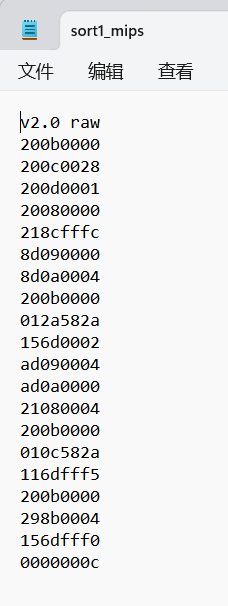 sort1_mips
文件 编辑 查看
v2.0 raw
200b0000
200c0028
200d0001
20080000
218cfffc
8d090000
8d0a0004
200b0000
012a582a
156d0002
ad090004
ad0a0000
21080004
200b0000
010c582a
116dfff5
200b0000
298b0004
156dfff0
0000000c